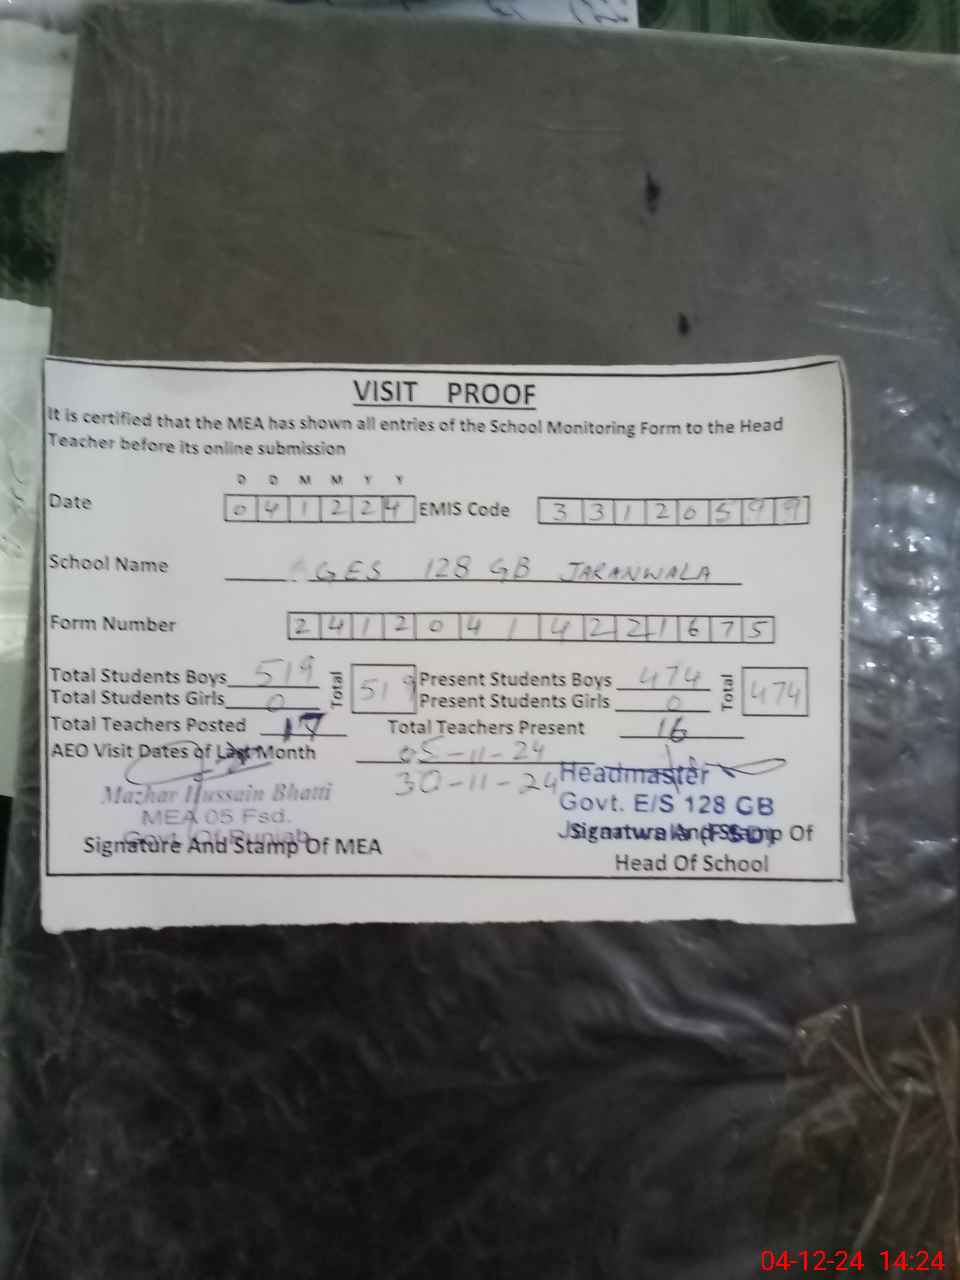 VISIT PROOF
It is certified that the MEA has shown all entries of the School Monitoring Form to the Head
Teacher before its online submission
D D M M Y Y
Date 0 4 1 2 2 4 EMIS Code 3 3 1 2 0 5 9 9
School Name GES 128 GB JARANWALA
Form Number 2 4 1 2 0 4 1 4 2 2 1 6 7 5
Total Students Boys 519 Total 519 Present Students Boys 474 Total 474
Total Students Girls 0 Present Students Girls 0
Total Teachers Posted 17 Total Teachers Present 16
AEO Visit Dates of Last Month 05-11-24
30-11-24
Headmaster
Mazhar Hussain Bhatti
Govt. E/S 128 GB
MEA 05 Fsd.
Govt. Of Punjab
Jaranwala (FSD)
Signature And Stamp Of MEA
Signature And Stamp Of
Head Of School
04-12-24 14:24